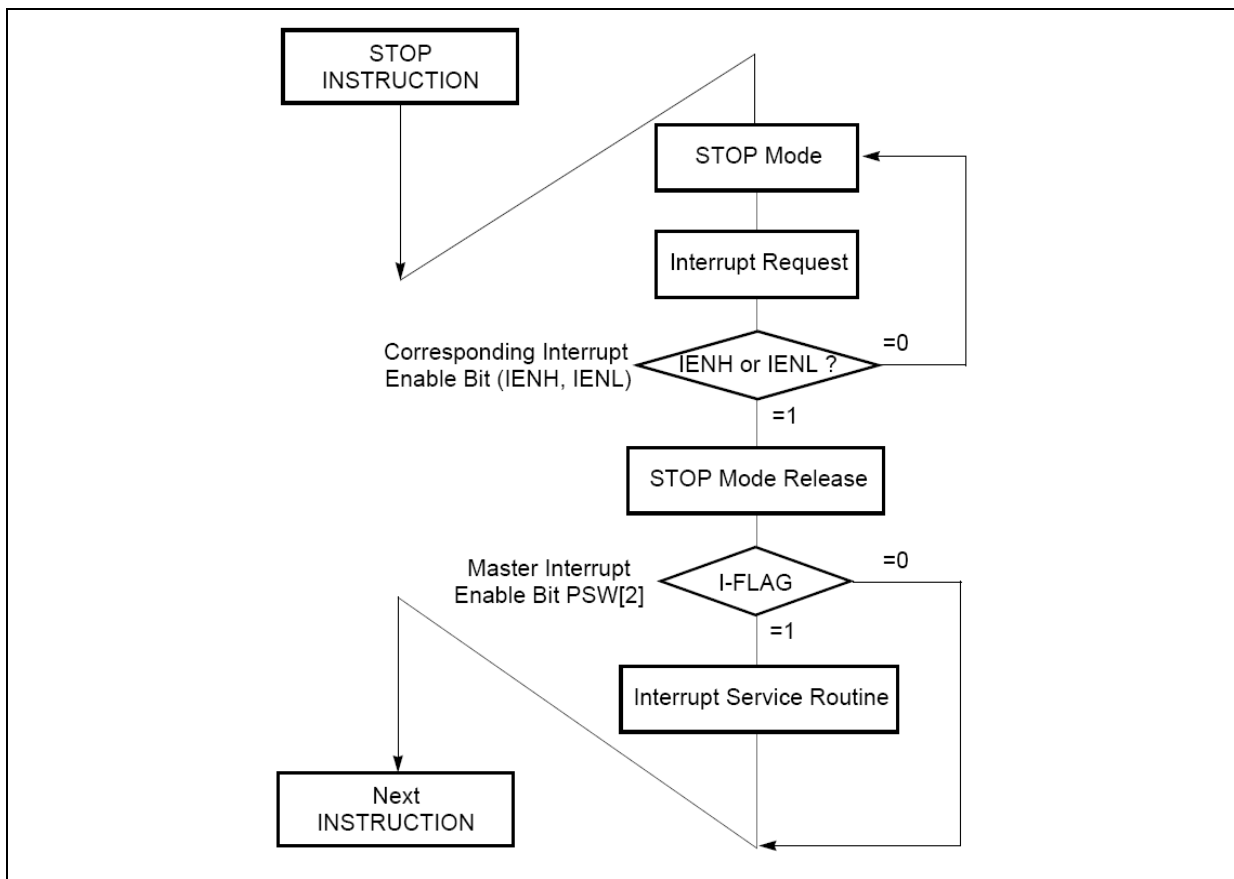 STOP
INSTRUCTION
STOP Mode
Interrupt Request
Corresponding Interrupt
Enable Bit (IENH, IENL)
IENH or IENL ?
=0
=1
STOP Mode Release
Master Interrupt
Enable Bit PSW[2]
I-FLAG
=0
=1
Interrupt Service Routine
Next
INSTRUCTION